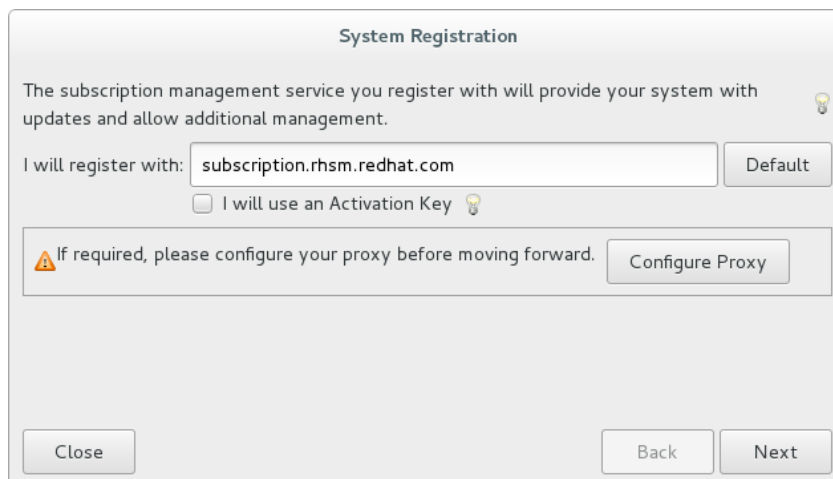 System Registration
The subscription management service you register with will provide your system with
updates and allow additional management.
I will register with: subscription.rhsm.redhat.com Default
I will use an Activation Key
If required, please configure your proxy before moving forward. Configure Proxy
Close Back Next